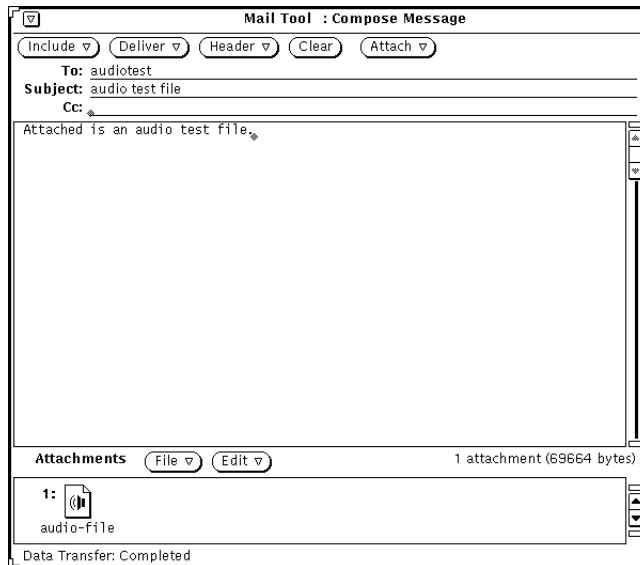 Mail Tool : Compose Message
Include Deliver Header Clear Attach
To: audiotest
Subject: audio test file
Cc:
Attached is an audio test file.
Attachments File Edit 1 attachment (69664 bytes)
1:
audio-file
Data Transfer: Completed